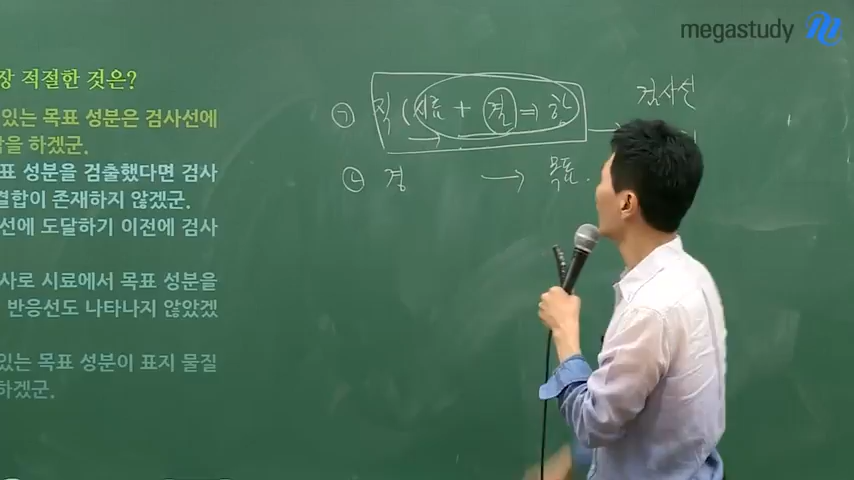 megastudy
장 적절한 것은?
있는 목표 성분은 검사선에
을 하겠군.
표 성분을 검출했다면 검사
결합이 존재하지 않겠군.
선에 도달하기 이전에 검사
사로 시료에서 목표 성분을
반응선도 나타나지 않았겠
있는 목표 성분이 표지 물질
하겠군.
검사선
㉠ 직 (시료 + 결 ⇒ 항) →
㉡ 경 → 목표.